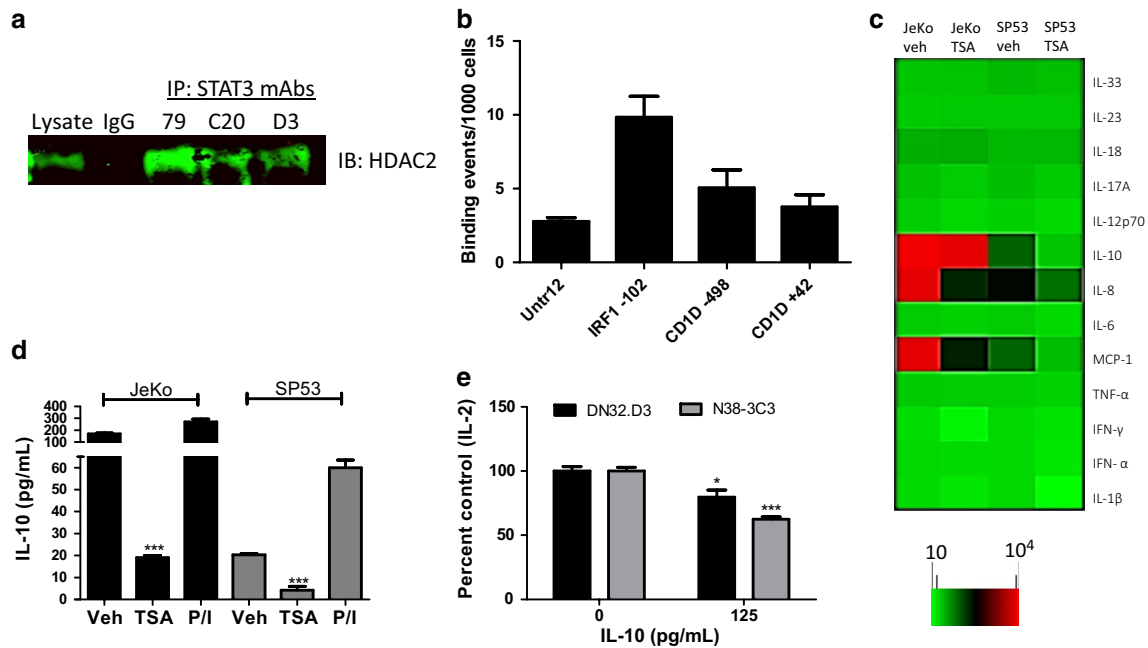 a
IP: STAT3 mAbs
Lysate IgG 79 C20 D3
IB: HDAC2
b
Binding events/1000 cells
15
10
5
0
Untr12
IRF1 -102
CD1D -498
CD1D +42
c
JeKo veh
JeKo TSA
SP53 veh
SP53 TSA
IL-33
IL-23
IL-18
IL-17A
IL-12p70
IL-10
IL-8
IL-6
MCP-1
TNF-α
IFN-γ
IFN- α
IL-1β
10 10⁴
d
JeKo SP53
IL-10 (pg/mL)
400
300
200
100
60
40
20
10
0
***
***
Veh TSA P/I Veh TSA P/I
e
Percent control (IL-2)
150
100
50
0
DN32.D3 N38-3C3
*
***
0 125
IL-10 (pg/mL)